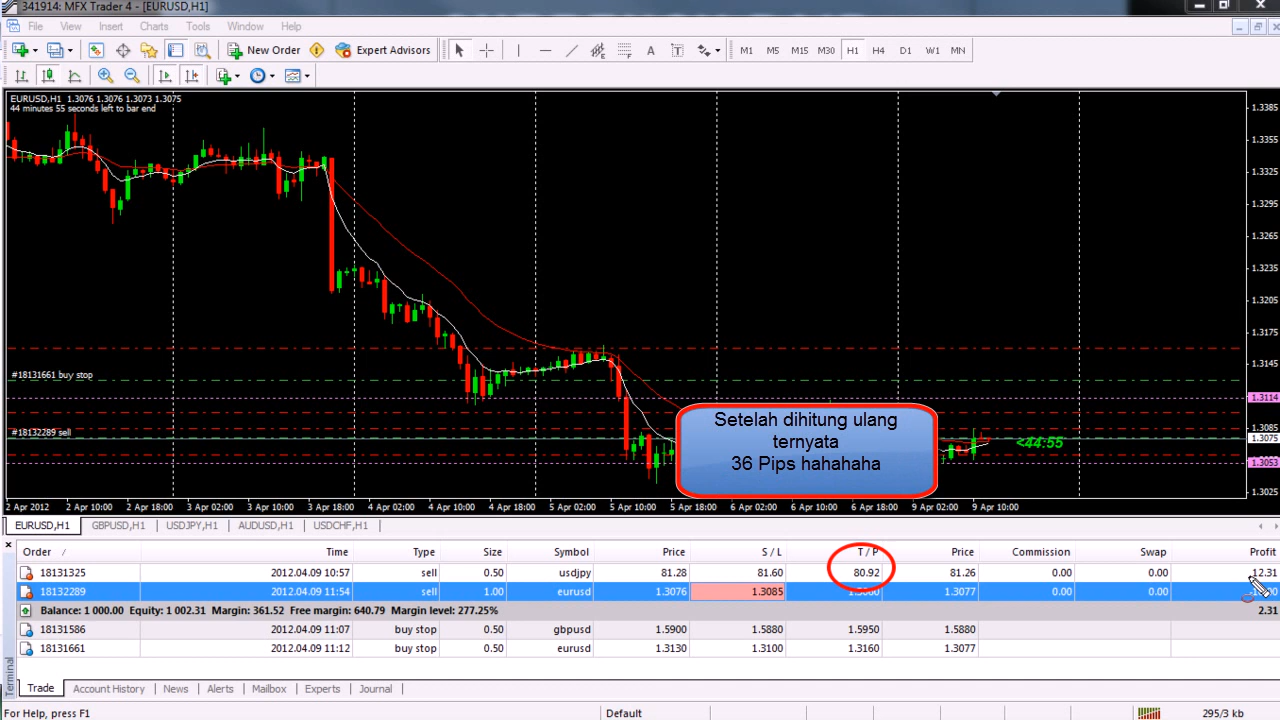 341914: MFX Trader 4 - [EURUSD,H1]
File View Insert Charts Tools Window Help
New Order Expert Advisors A T M1 M5 M15 M30 H1 H4 D1 W1 MN
EURUSD,H1 1.3076 1.3076 1.3073 1.3075
44 minutes 55 seconds left to bar end
1.3385
1.3355
1.3325
1.3295
1.3265
1.3235
1.3205
1.3175
1.3145
#18131661 buy stop
1.3114
1.3085
#18132289 sell
1.3075
<44:55
1.3053
1.3025
Setelah dihitung ulang
ternyata
36 Pips hahahaha
2 Apr 2012 2 Apr 10:00 2 Apr 18:00 3 Apr 02:00 3 Apr 10:00 3 Apr 18:00 4 Apr 02:00 4 Apr 10:00 4 Apr 18:00 5 Apr 02:00 5 Apr 10:00 5 Apr 18:00 6 Apr 02:00 6 Apr 10:00 6 Apr 18:00 9 Apr 02:00 9 Apr 10:00
EURUSD,H1 GBPUSD,H1 USDJPY,H1 AUDUSD,H1 USDCHF,H1
Order / Time Type Size Symbol Price S / L T / P Price Commission Swap Profit
18131325 2012.04.09 10:57 sell 0.50 usdjpy 81.28 81.60 80.92 81.26 0.00 0.00 12.31
18132289 2012.04.09 11:54 sell 1.00 eurusd 1.3076 1.3085 1.3060 1.3077 0.00 0.00
Balance: 1 000.00 Equity: 1 002.31 Margin: 361.52 Free margin: 640.79 Margin level: 277.25% 2.31
18131586 2012.04.09 11:07 buy stop 0.50 gbpusd 1.5900 1.5880 1.5950 1.5880
18131661 2012.04.09 11:12 buy stop 0.50 eurusd 1.3130 1.3100 1.3160 1.3077
Terminal
Trade Account History News Alerts Mailbox Experts Journal
For Help, press F1 Default 295/3 kb